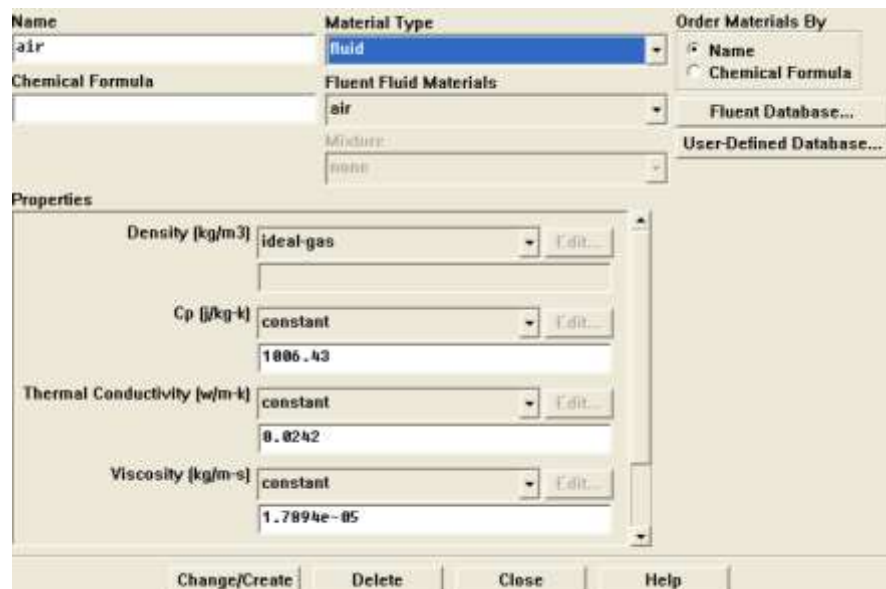 Name
Material Type
Order Materials By
air
fluid
Name
Chemical Formula
Chemical Formula
Fluent Fluid Materials
air
Fluent Database...
Mixture
User-Defined Database...
none
Properties
Density (kg/m3)
ideal-gas
Edit...
Cp (j/kg-k)
constant
Edit...
1006.43
Thermal Conductivity (w/m-k)
constant
Edit...
0.0242
Viscosity (kg/m-s)
constant
Edit...
1.7894e-05
Change/Create
Delete
Close
Help